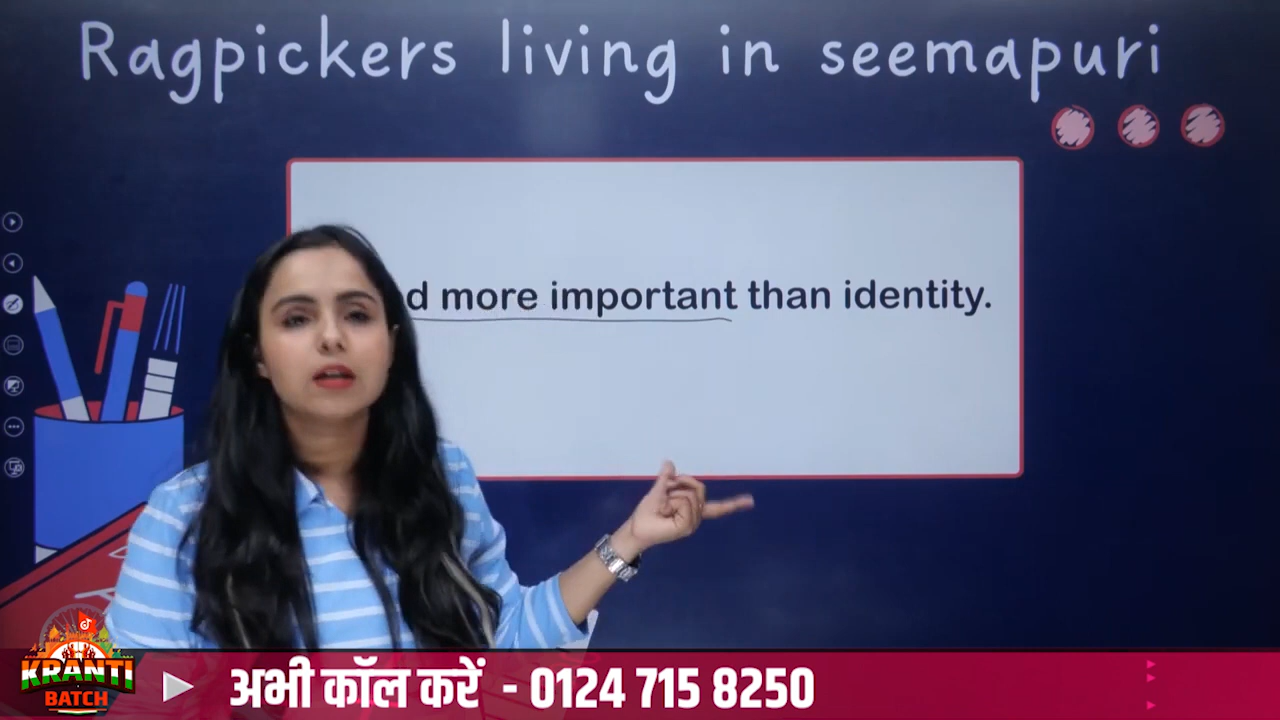 Ragpickers living in seemapuri
more important than identity.
KRANTI
BATCH
अभी कॉल करें - 0124 715 8250